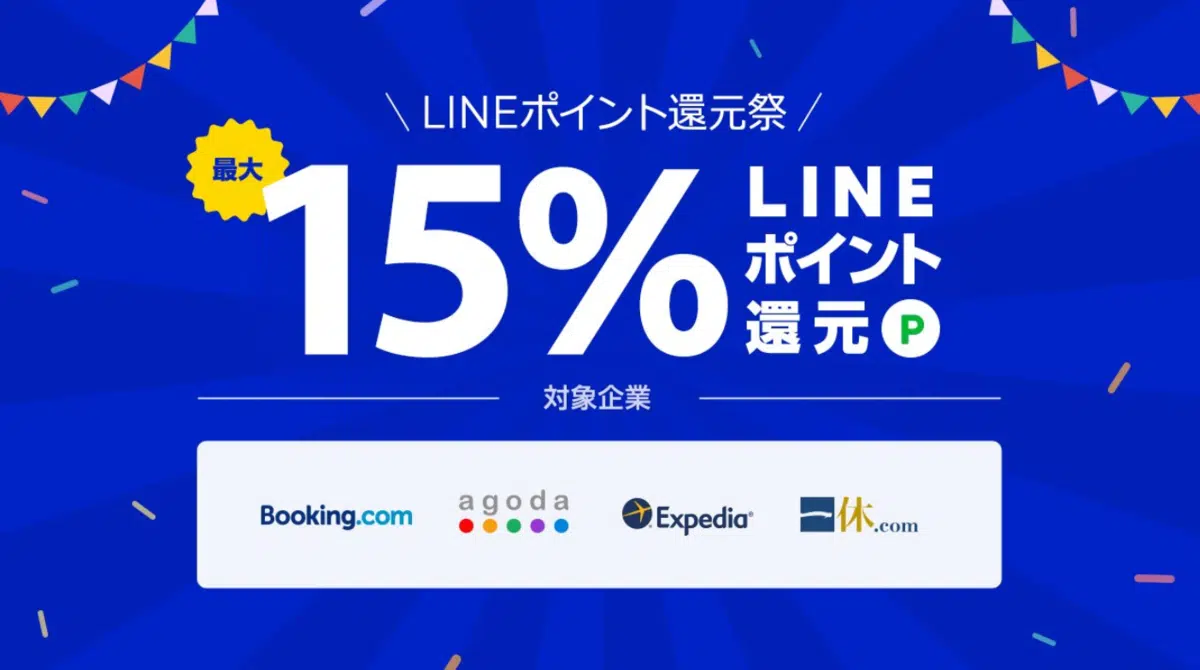 \ LINEポイント還元祭 /
最大
15%
LINE
ポイント
還元 P
対象企業
Booking.com
agoda
Expedia®
一休.com